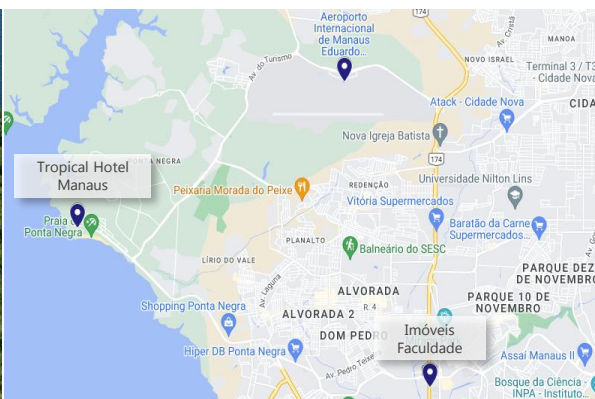 174
Aeroporto
Internacional
de Manaus
Eduardo...
Av. do Turismo
NOVO ISRAEL
MANOA
Terminal 3 / T3
- Cidade Nova
Atack - Cidade Nova
CIDA
Nova Igreja Batista
174
PONTA NEGRA
Tropical Hotel
Manaus
Peixaria Morada do Peixe
REDENÇÃO
Universidade Nilton Lins
Vitória Supermercados
Praia
Ponta Negra
Baratão da Carne
Supermercados...
PLANALTO
Balneário do SESC
LÍRIO DO VALE
Av. Laguna
PARQUE DEZ
DE NOVEMBRO
ALVORADA
PARQUE 10 DE
NOVEMBRO
R. 4
Shopping Ponta Negra
ALVORADA 2
DOM PEDRO
Imóveis
Faculdade
Hiper DB Ponta Negra
Assaí Manaus II
Av. Pedro Teixe
Bosque da Ciência -
INPA - Instituto...